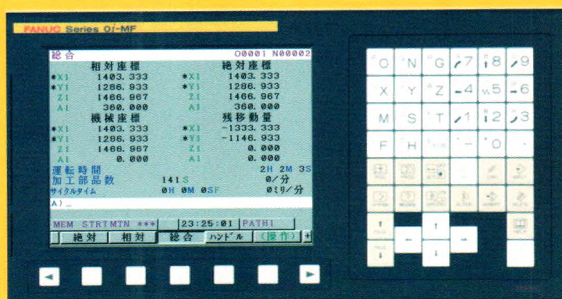 FANUC Series 0i-MF
総合 O0001 N00002
相対座標 絶対座標
*X1 1403.333 *X1 1403.333
*Y1 1286.933 *Y1 1286.933
Z1 1466.967 Z1 1466.967
A1 360.000 A1 360.000
機械座標 残移動量
*X1 1403.333 *X1 -1333.333
*Y1 1286.933 *Y1 -1146.933
Z1 1466.967 Z1 0.000
A1 0.000 A1 0.000
運転時間 2H 2M 3S
加工部品数 141S 0/分
サイクルタイム 0H 0M 0SF 0ミリ/分
A)_
MEM STRT MTN *** 23:25:01 PATH1
絶対 相対 総合 ハンドル (操作) +
O N G 7 8 9
X Y Z 4 5 6
M S T 1 2 3
F H 0